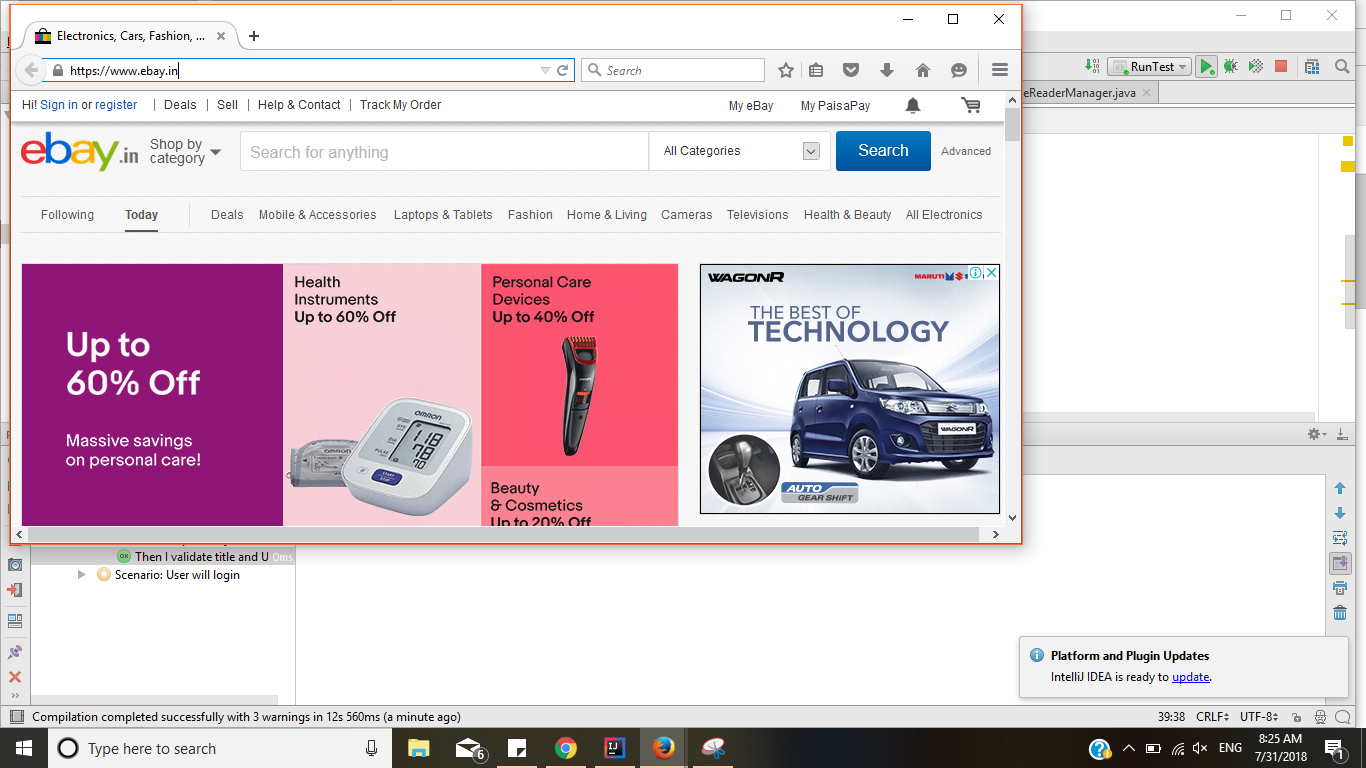 Electronics, Cars, Fashion, ...
https://www.ebay.in
Search
RunTest
eReaderManager.java
Hi! Sign in or register
Deals
Sell
Help & Contact
Track My Order
My eBay
My PaisaPay
ebay.in
Shop by
category
Search for anything
All Categories
Search
Advanced
Following
Today
Deals
Mobile & Accessories
Laptops & Tablets
Fashion
Home & Living
Cameras
Televisions
Health & Beauty
All Electronics
Up to
60% Off
Massive savings
on personal care!
Health
Instruments
Up to 60% Off
OMRON
118
78
70
Personal Care
Devices
Up to 40% Off
Beauty
& Cosmetics
Up to 20% Off
WAGONR
MARUTI
THE BEST OF
TECHNOLOGY
WAGONR
AUTO
GEAR SHIFT
Then I validate title and U 0ms
Scenario: User will login
Platform and Plugin Updates
IntelliJ IDEA is ready to update.
Compilation completed successfully with 3 warnings in 12s 560ms (a minute ago)
39:38 CRLF UTF-8
Type here to search
6
ENG
8:25 AM
7/31/2018
1